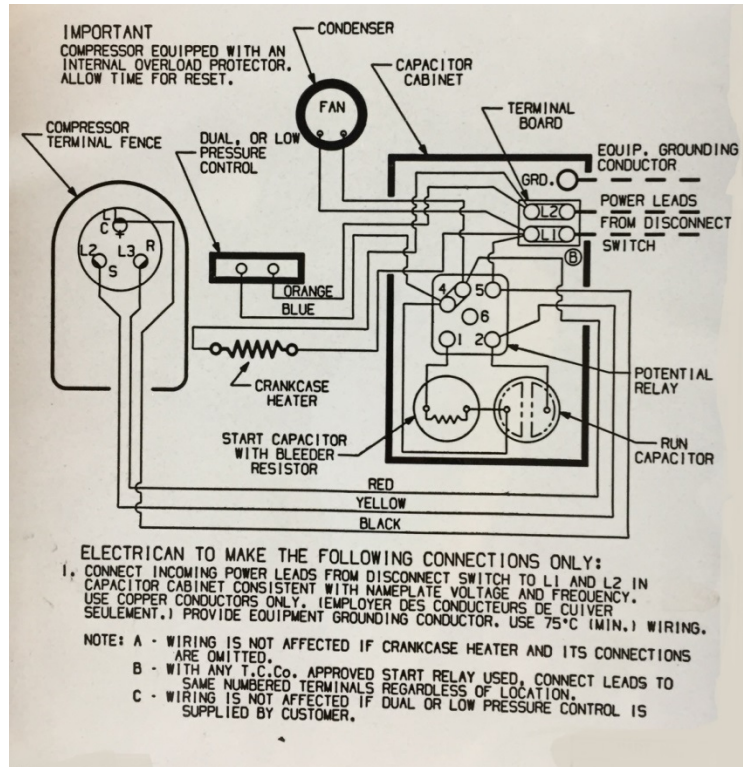 IMPORTANT
COMPRESSOR EQUIPPED WITH AN
INTERNAL OVERLOAD PROTECTOR.
ALLOW TIME FOR RESET.
CONDENSER
FAN
CAPACITOR
CABINET
TERMINAL
BOARD
COMPRESSOR
TERMINAL FENCE
DUAL, OR LOW
PRESSURE
CONTROL
EQUIP. GROUNDING
CONDUCTOR
GRD.
POWER LEADS
FROM DISCONNECT
SWITCH
L2
L1
B
L1
C
L2
S
L3
R
ORANGE
BLUE
4
5
6
1
2
CRANKCASE
HEATER
POTENTIAL
RELAY
START CAPACITOR
WITH BLEEDER
RESISTOR
RUN
CAPACITOR
RED
YELLOW
BLACK
ELECTRICAN TO MAKE THE FOLLOWING CONNECTIONS ONLY:
1. CONNECT INCOMING POWER LEADS FROM DISCONNECT SWITCH TO L1 AND L2 IN
CAPACITOR CABINET CONSISTENT WITH NAMEPLATE VOLTAGE AND FREQUENCY.
USE COPPER CONDUCTORS ONLY. (EMPLOYER DES CONDUCTEURS DE CUIVER
SEULEMENT.) PROVIDE EQUIPMENT GROUNDING CONDUCTOR. USE 75°C (MIN.) WIRING.
NOTE: A - WIRING IS NOT AFFECTED IF CRANKCASE HEATER AND ITS CONNECTIONS
ARE OMITTED.
B - WITH ANY T.C.Co. APPROVED START RELAY USED, CONNECT LEADS TO
SAME NUMBERED TERMINALS REGARDLESS OF LOCATION.
C - WIRING IS NOT AFFECTED IF DUAL OR LOW PRESSURE CONTROL IS
SUPPLIED BY CUSTOMER.